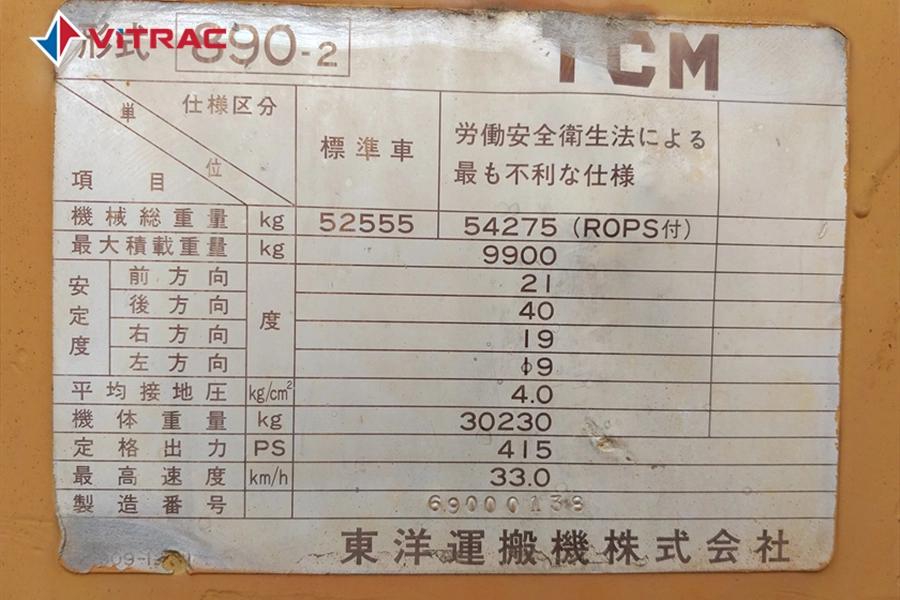 VITRAC
形式 890-2
TCM
単位
仕様区分
項目
標準車
労働安全衛生法による
最も不利な仕様
機械総重量 kg 52555 54275 (ROPS付)
最大積載重量 kg 9900
安定度 前方向 度 21
後方向 40
右方向 19
左方向 φ9
平均接地圧 kg/cm² 4.0
機体重量 kg 30230
定格出力 PS 415
最高速度 km/h 33.0
製造番号 69000138
東洋運搬機株式会社